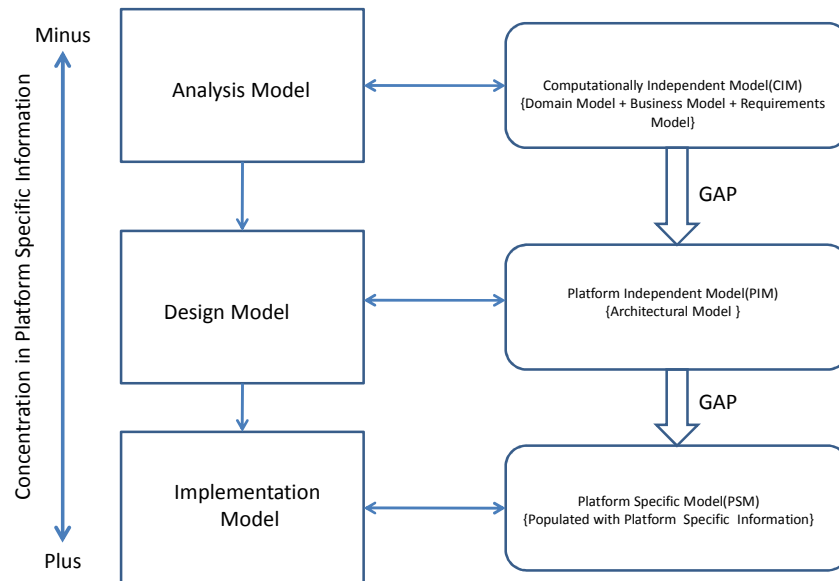 Minus
Concentration in Platform Specific Information
Plus
Analysis Model
Computationally Independent Model(CIM)
{Domain Model + Business Model + Requirements
Model}
GAP
Design Model
Platform Independent Model(PIM)
{Architectural Model }
GAP
Implementation
Model
Platform Specific Model(PSM)
{Populated with Platform Specific Information}